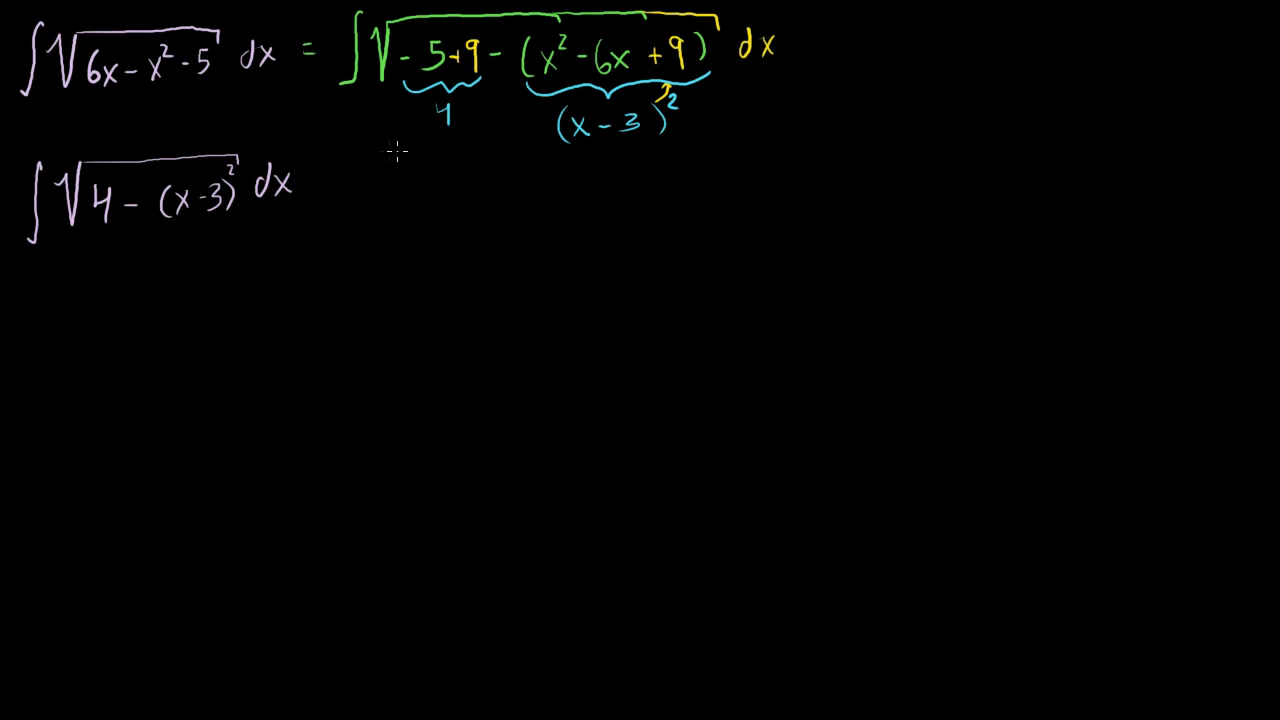 ∫ √(6x - x² - 5) dx = ∫ √(-5 + 9 - (x² - 6x + 9)) dx
4 (x - 3)²
∫ √(4 - (x - 3)²) dx